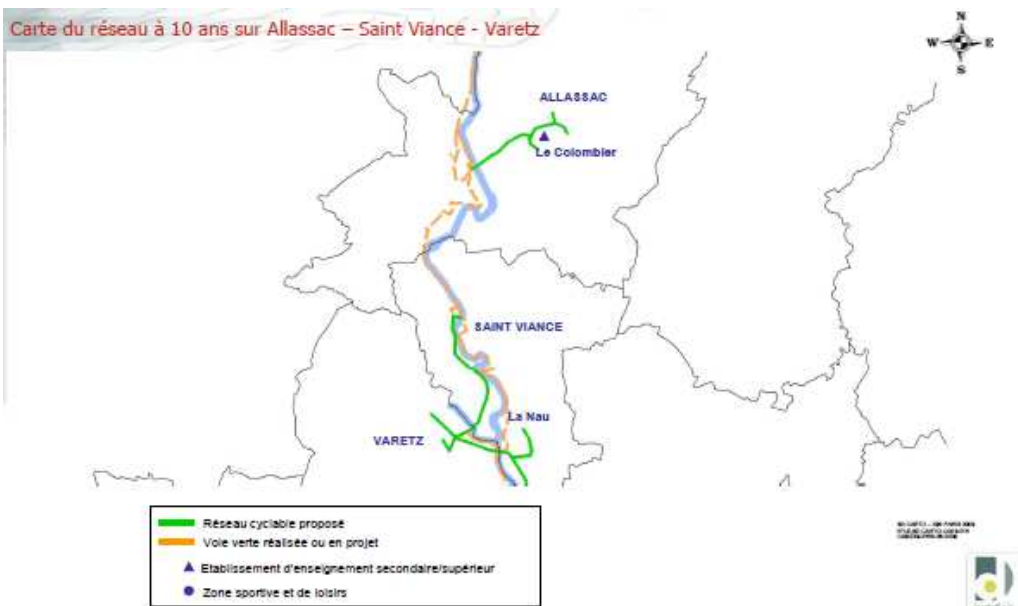 Carte du réseau à 10 ans sur Allassac – Saint Viance - Varetz
N
W E
S
ALLASSAC
Le Colombier
SAINT VIANCE
La Nau
VARETZ
Réseau cyclable proposé
Voie verte réalisée ou en projet
Etablissement d'enseignement secondaire/supérieur
Zone sportive et de loisirs